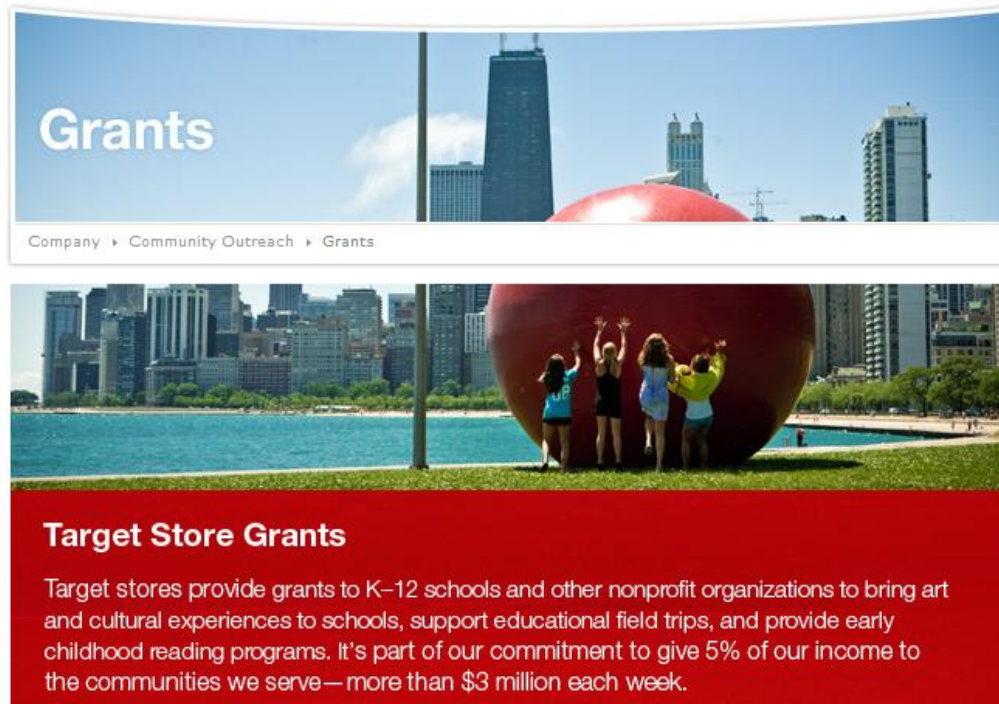 Grants
Company ▸ Community Outreach ▸ Grants
Target Store Grants
Target stores provide grants to K–12 schools and other nonprofit organizations to bring art
and cultural experiences to schools, support educational field trips, and provide early
childhood reading programs. It’s part of our commitment to give 5% of our income to
the communities we serve—more than $3 million each week.